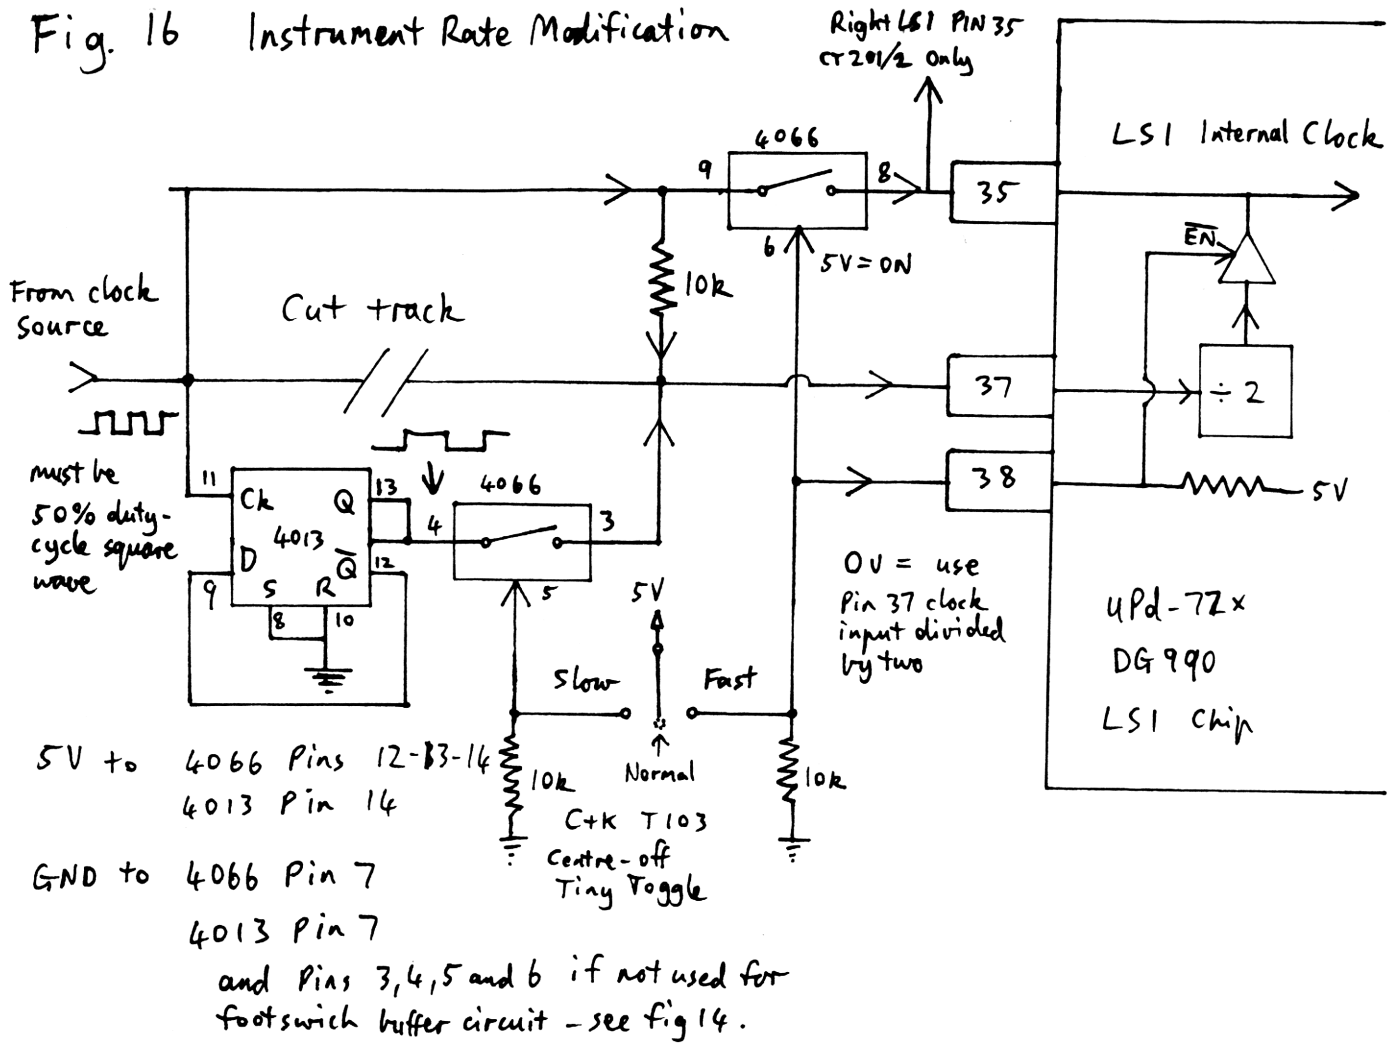 Fig. 16 Instrument Rate Modification
Right LSI PIN 35
CT201/2 Only
4066
9
8
6
5V = ON
35
LSI Internal Clock
EN
10k
From clock
source
Cut track
37
÷ 2
must be
50% duty-
cycle square
wave
11
Ck
Q
13
4013
D
Q
12
9
S
R
8
10
4066
4
3
5
5V
38
5V
0V = use
Pin 37 clock
input divided
by two
uPd-77x
DG990
LSI Chip
Slow
Fast
Normal
10k
10k
C+K T103
Centre-off
Tiny Toggle
5V to 4066 Pins 12-13-14
4013 Pin 14
GND to 4066 Pin 7
4013 Pin 7
and Pins 3,4,5 and 6 if not used for
footswich buffer circuit - see fig 14.